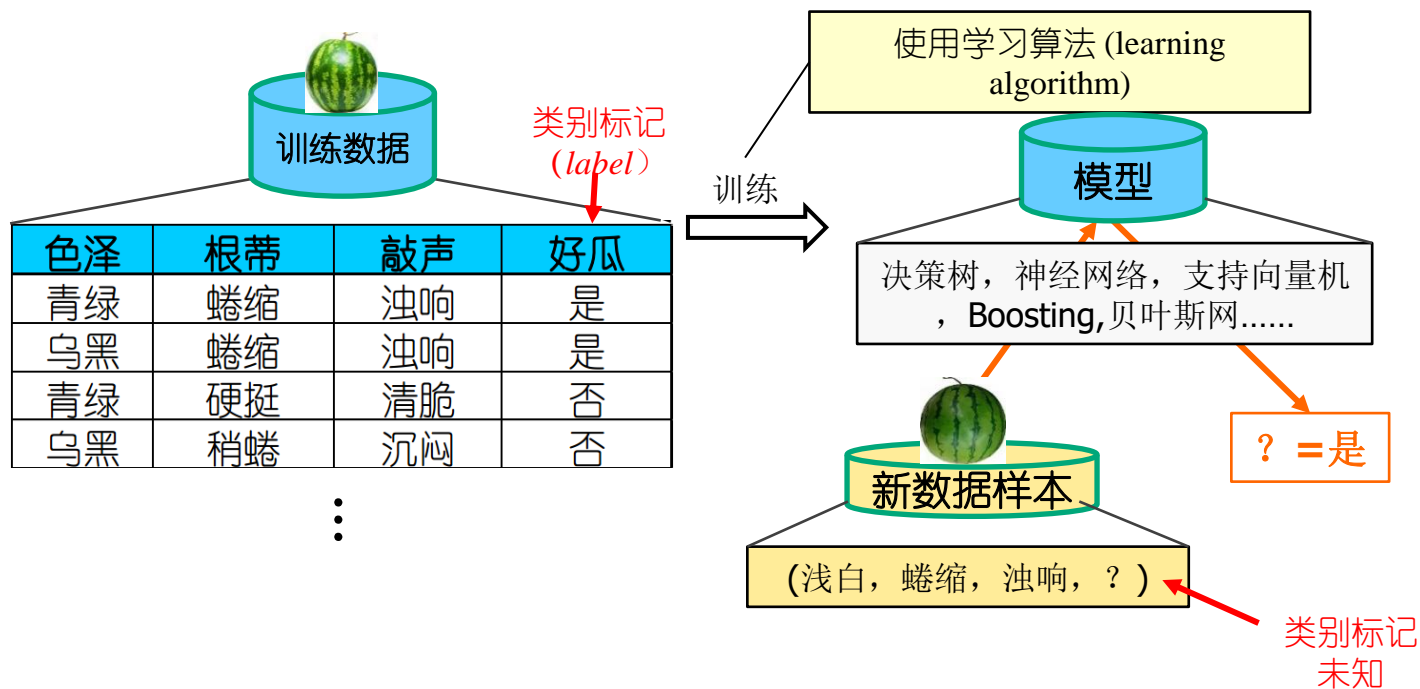 使用学习算法 (learning
algorithm)
训练数据
类别标记
(label）
训练
模型
色泽 根蒂 敲声 好瓜
青绿 蜷缩 浊响 是
乌黑 蜷缩 浊响 是
青绿 硬挺 清脆 否
乌黑 稍蜷 沉闷 否
⋮
决策树，神经网络，支持向量机
，Boosting,贝叶斯网......
？=是
新数据样本
(浅白，蜷缩，浊响，？)
类别标记
未知